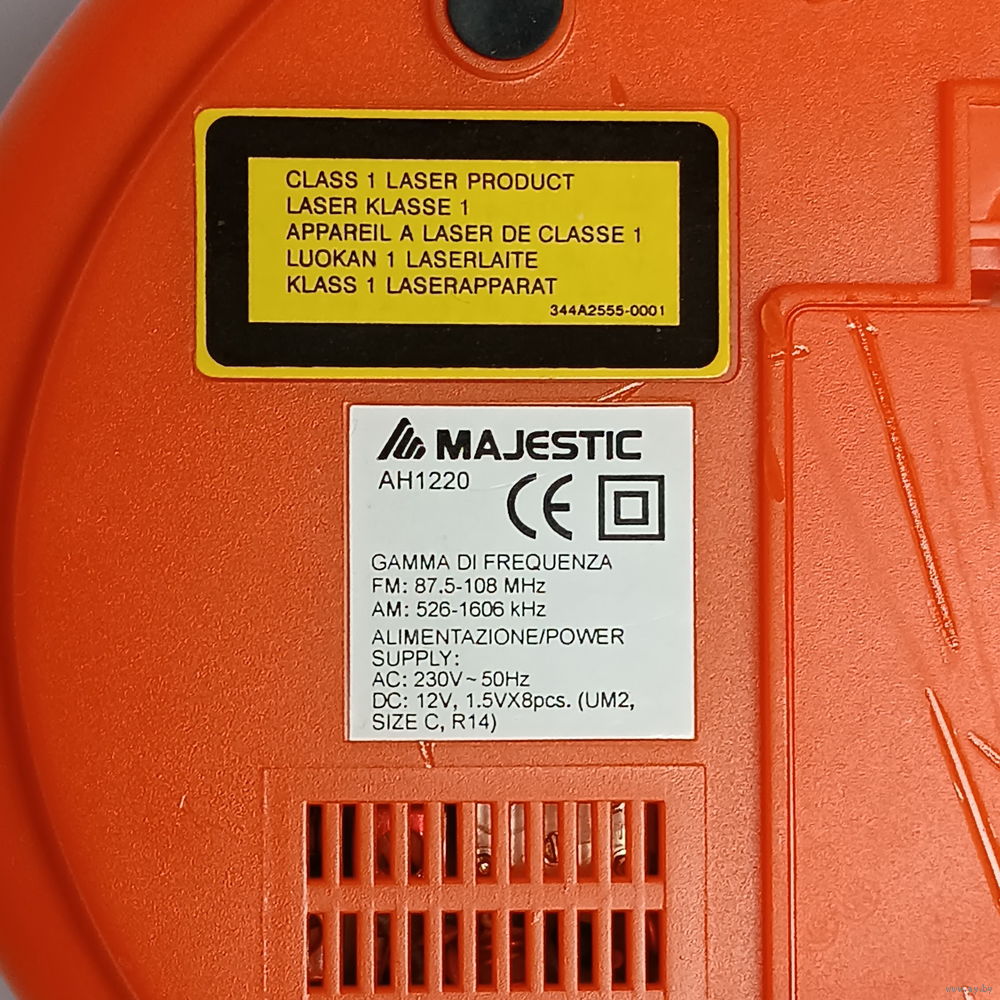 CLASS 1 LASER PRODUCT
LASER KLASSE 1
APPAREIL A LASER DE CLASSE 1
LUOKAN 1 LASERLAITE
KLASS 1 LASERAPPARAT
344A2555-0001
MAJESTIC
AH1220
CE
GAMMA DI FREQUENZA
FM: 87.5-108 MHz
AM: 526-1606 kHz
ALIMENTAZIONE/POWER
SUPPLY:
AC: 230V~50Hz
DC: 12V, 1.5VX8pcs. (UM2,
SIZE C, R14)